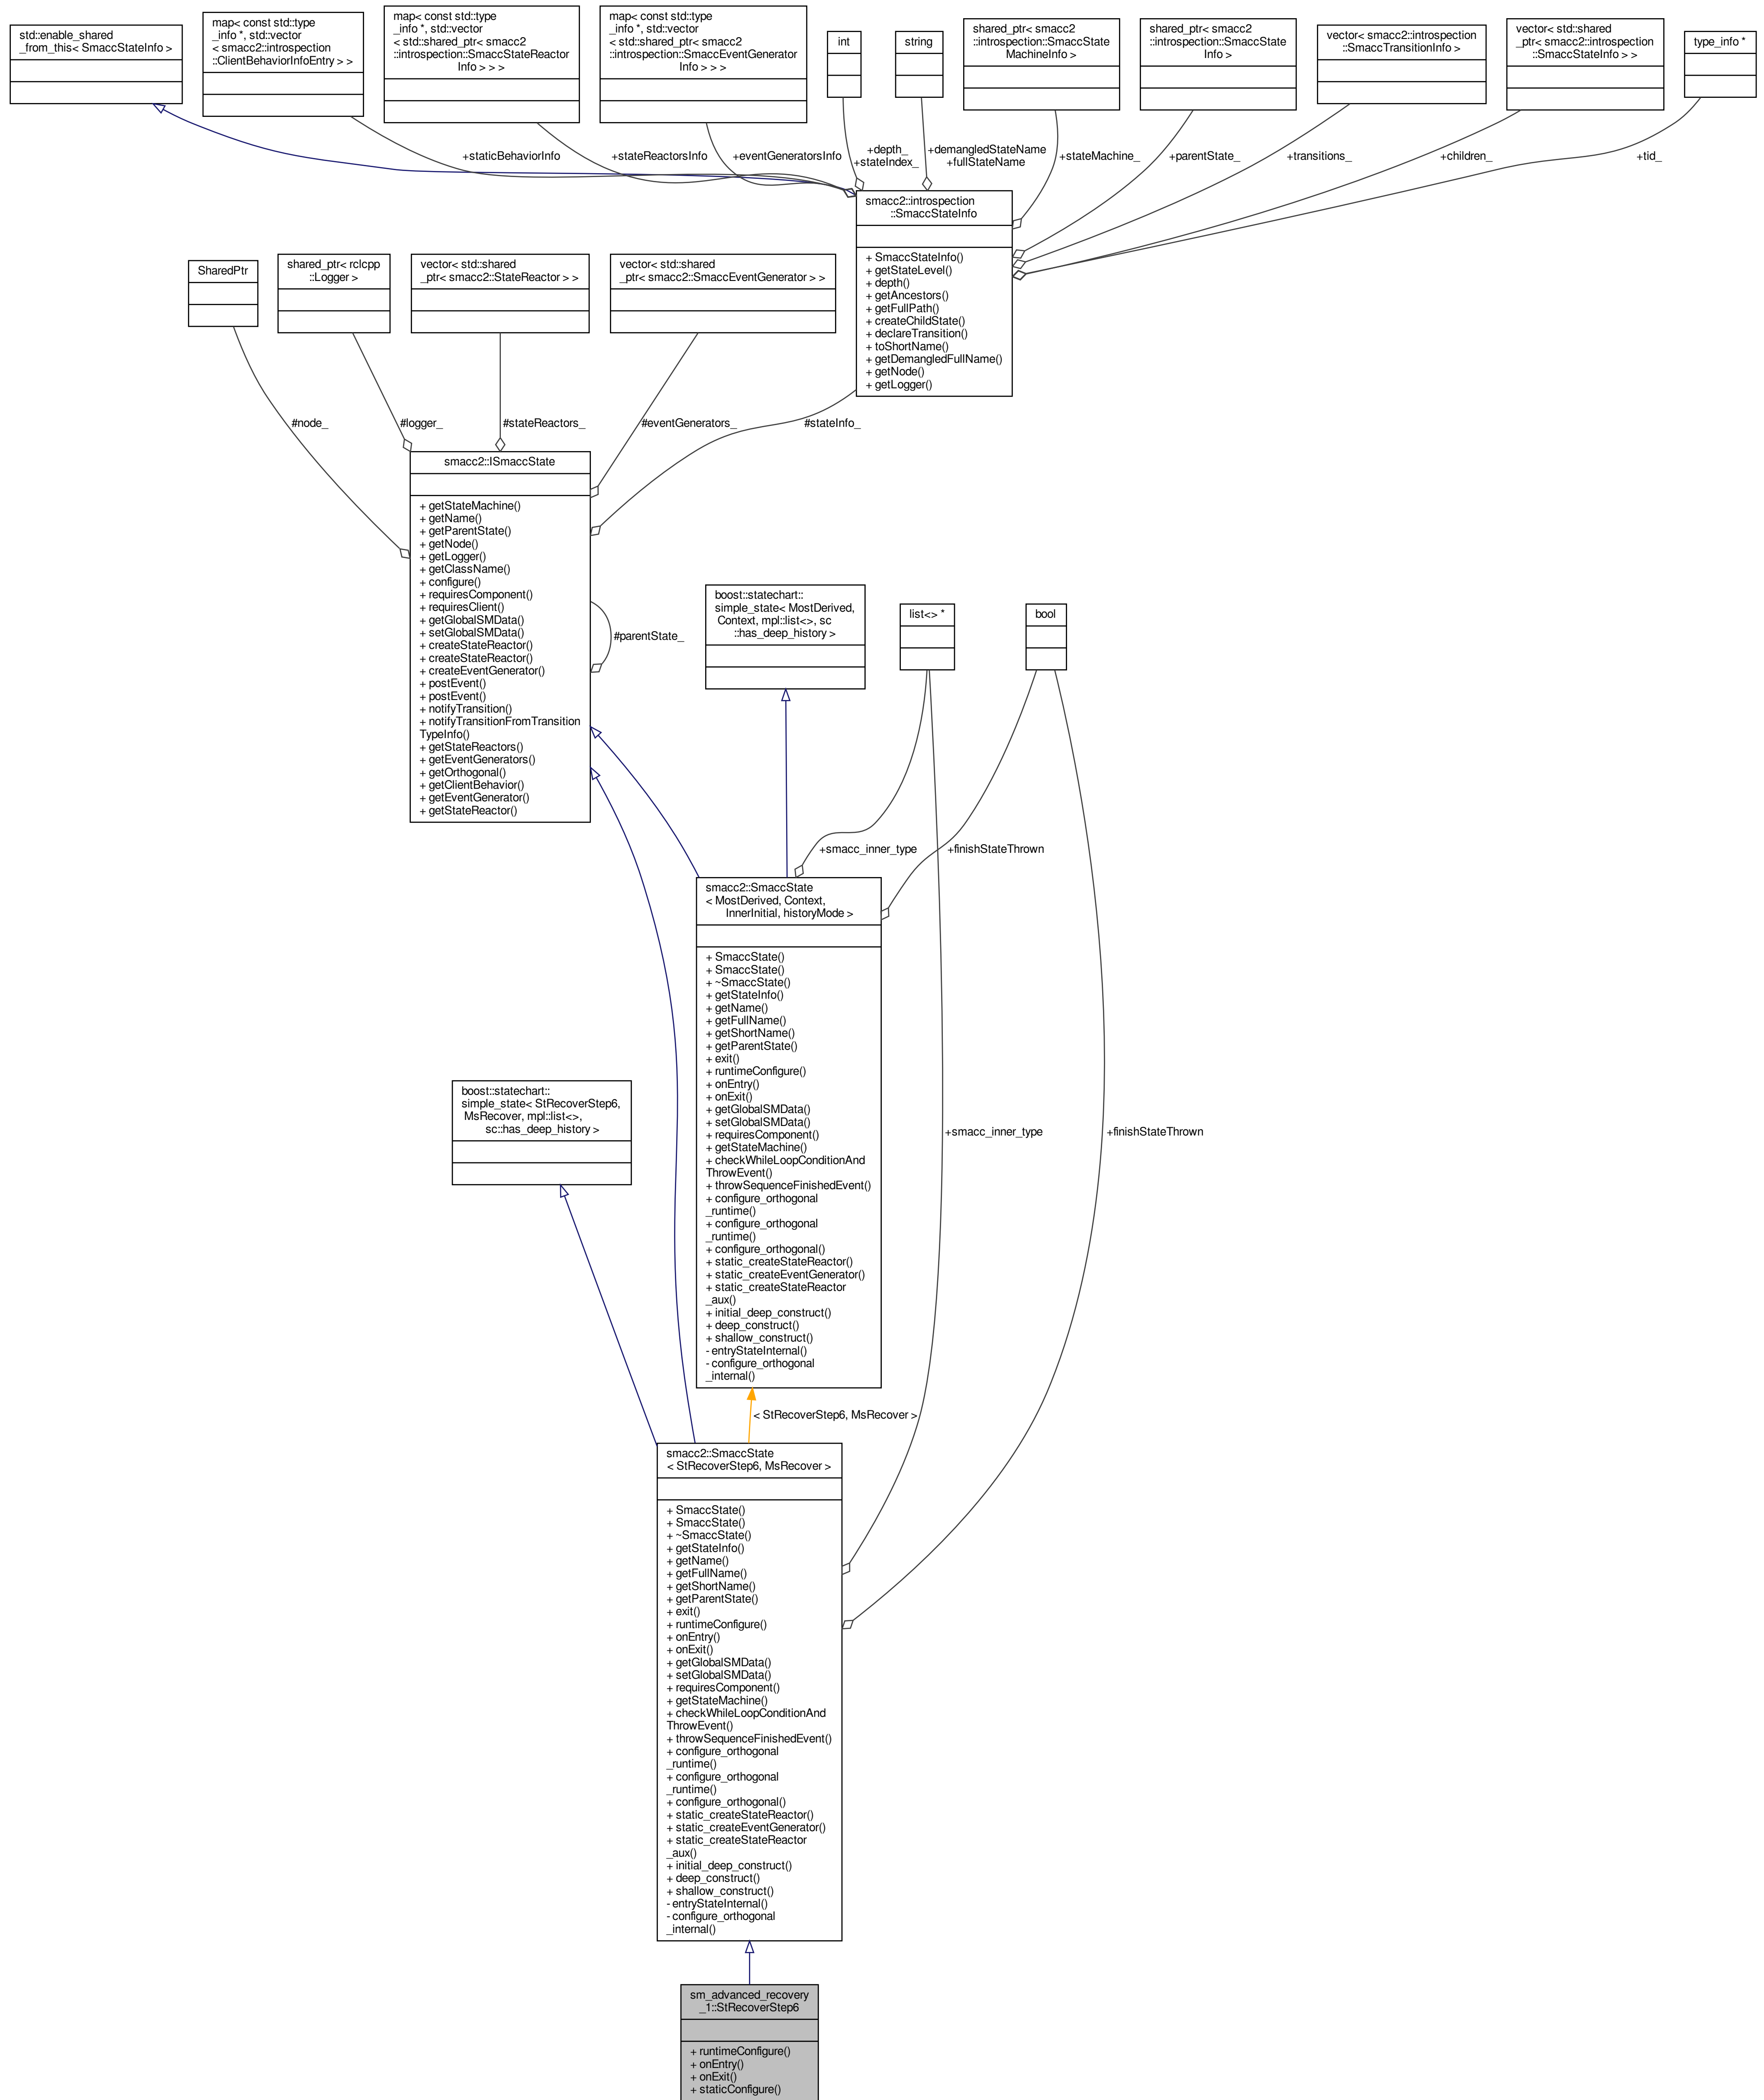 std::enable_shared
_from_this< SmaccStateInfo >
map< const std::type
_info *, std::vector
< smacc2::introspection
::ClientBehaviorInfoEntry > >
map< const std::type
_info *, std::vector
< std::shared_ptr< smacc2
::introspection::SmaccStateReactor
Info > > >
map< const std::type
_info *, std::vector
< std::shared_ptr< smacc2
::introspection::SmaccEventGenerator
Info > > >
int
string
shared_ptr< smacc2
::introspection::SmaccState
MachineInfo >
shared_ptr< smacc2
::introspection::SmaccState
Info >
vector< smacc2::introspection
::SmaccTransitionInfo >
vector< std::shared
_ptr< smacc2::introspection
::SmaccStateInfo > >
type_info *
+staticBehaviorInfo
+stateReactorsInfo
+eventGeneratorsInfo
+depth_
+stateIndex_
+demangledStateName
+fullStateName
+stateMachine_
+parentState_
+transitions_
+children_
+tid_
smacc2::introspection
::SmaccStateInfo
+ SmaccStateInfo()
+ getStateLevel()
+ depth()
+ getAncestors()
+ getFullPath()
+ createChildState()
+ declareTransition()
+ toShortName()
+ getDemangledFullName()
+ getNode()
+ getLogger()
SharedPtr
shared_ptr< rclcpp
::Logger >
vector< std::shared
_ptr< smacc2::StateReactor > >
vector< std::shared
_ptr< smacc2::SmaccEventGenerator > >
#node_
#logger_
#stateReactors_
#eventGenerators_
#stateInfo_
smacc2::ISmaccState
+ getStateMachine()
+ getName()
+ getParentState()
+ getNode()
+ getLogger()
+ getClassName()
+ configure()
+ requiresComponent()
+ requiresClient()
+ getGlobalSMData()
+ setGlobalSMData()
+ createStateReactor()
+ createStateReactor()
+ createEventGenerator()
+ postEvent()
+ postEvent()
+ notifyTransition()
+ notifyTransitionFromTransition
TypeInfo()
+ getStateReactors()
+ getEventGenerators()
+ getOrthogonal()
+ getClientBehavior()
+ getEventGenerator()
+ getStateReactor()
#parentState_
boost::statechart::
simple_state< MostDerived,
Context, mpl::list<>, sc
::has_deep_history >
list<> *
bool
+smacc_inner_type
+finishStateThrown
smacc2::SmaccState
< MostDerived, Context,
InnerInitial, historyMode >
+ SmaccState()
+ SmaccState()
+ ~SmaccState()
+ getStateInfo()
+ getName()
+ getFullName()
+ getShortName()
+ getParentState()
+ exit()
+ runtimeConfigure()
+ onEntry()
+ onExit()
+ getGlobalSMData()
+ setGlobalSMData()
+ requiresComponent()
+ getStateMachine()
+ checkWhileLoopConditionAnd
ThrowEvent()
+ throwSequenceFinishedEvent()
+ configure_orthogonal
_runtime()
+ configure_orthogonal
_runtime()
+ configure_orthogonal()
+ static_createStateReactor()
+ static_createEventGenerator()
+ static_createStateReactor
_aux()
+ initial_deep_construct()
+ deep_construct()
+ shallow_construct()
- entryStateInternal()
- configure_orthogonal
_internal()
boost::statechart::
simple_state< StRecoverStep6,
MsRecover, mpl::list<>,
sc::has_deep_history >
+smacc_inner_type
+finishStateThrown
< StRecoverStep6, MsRecover >
smacc2::SmaccState
< StRecoverStep6, MsRecover >
+ SmaccState()
+ SmaccState()
+ ~SmaccState()
+ getStateInfo()
+ getName()
+ getFullName()
+ getShortName()
+ getParentState()
+ exit()
+ runtimeConfigure()
+ onEntry()
+ onExit()
+ getGlobalSMData()
+ setGlobalSMData()
+ requiresComponent()
+ getStateMachine()
+ checkWhileLoopConditionAnd
ThrowEvent()
+ throwSequenceFinishedEvent()
+ configure_orthogonal
_runtime()
+ configure_orthogonal
_runtime()
+ configure_orthogonal()
+ static_createStateReactor()
+ static_createEventGenerator()
+ static_createStateReactor
_aux()
+ initial_deep_construct()
+ deep_construct()
+ shallow_construct()
- entryStateInternal()
- configure_orthogonal
_internal()
sm_advanced_recovery
_1::StRecoverStep6
+ runtimeConfigure()
+ onEntry()
+ onExit()
+ staticConfigure()